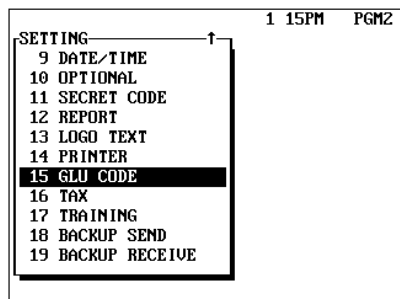 1 15PM PGM2
SETTING ↑
9 DATE/TIME
10 OPTIONAL
11 SECRET CODE
12 REPORT
13 LOGO TEXT
14 PRINTER
15 GLU CODE
16 TAX
17 TRAINING
18 BACKUP SEND
19 BACKUP RECEIVE